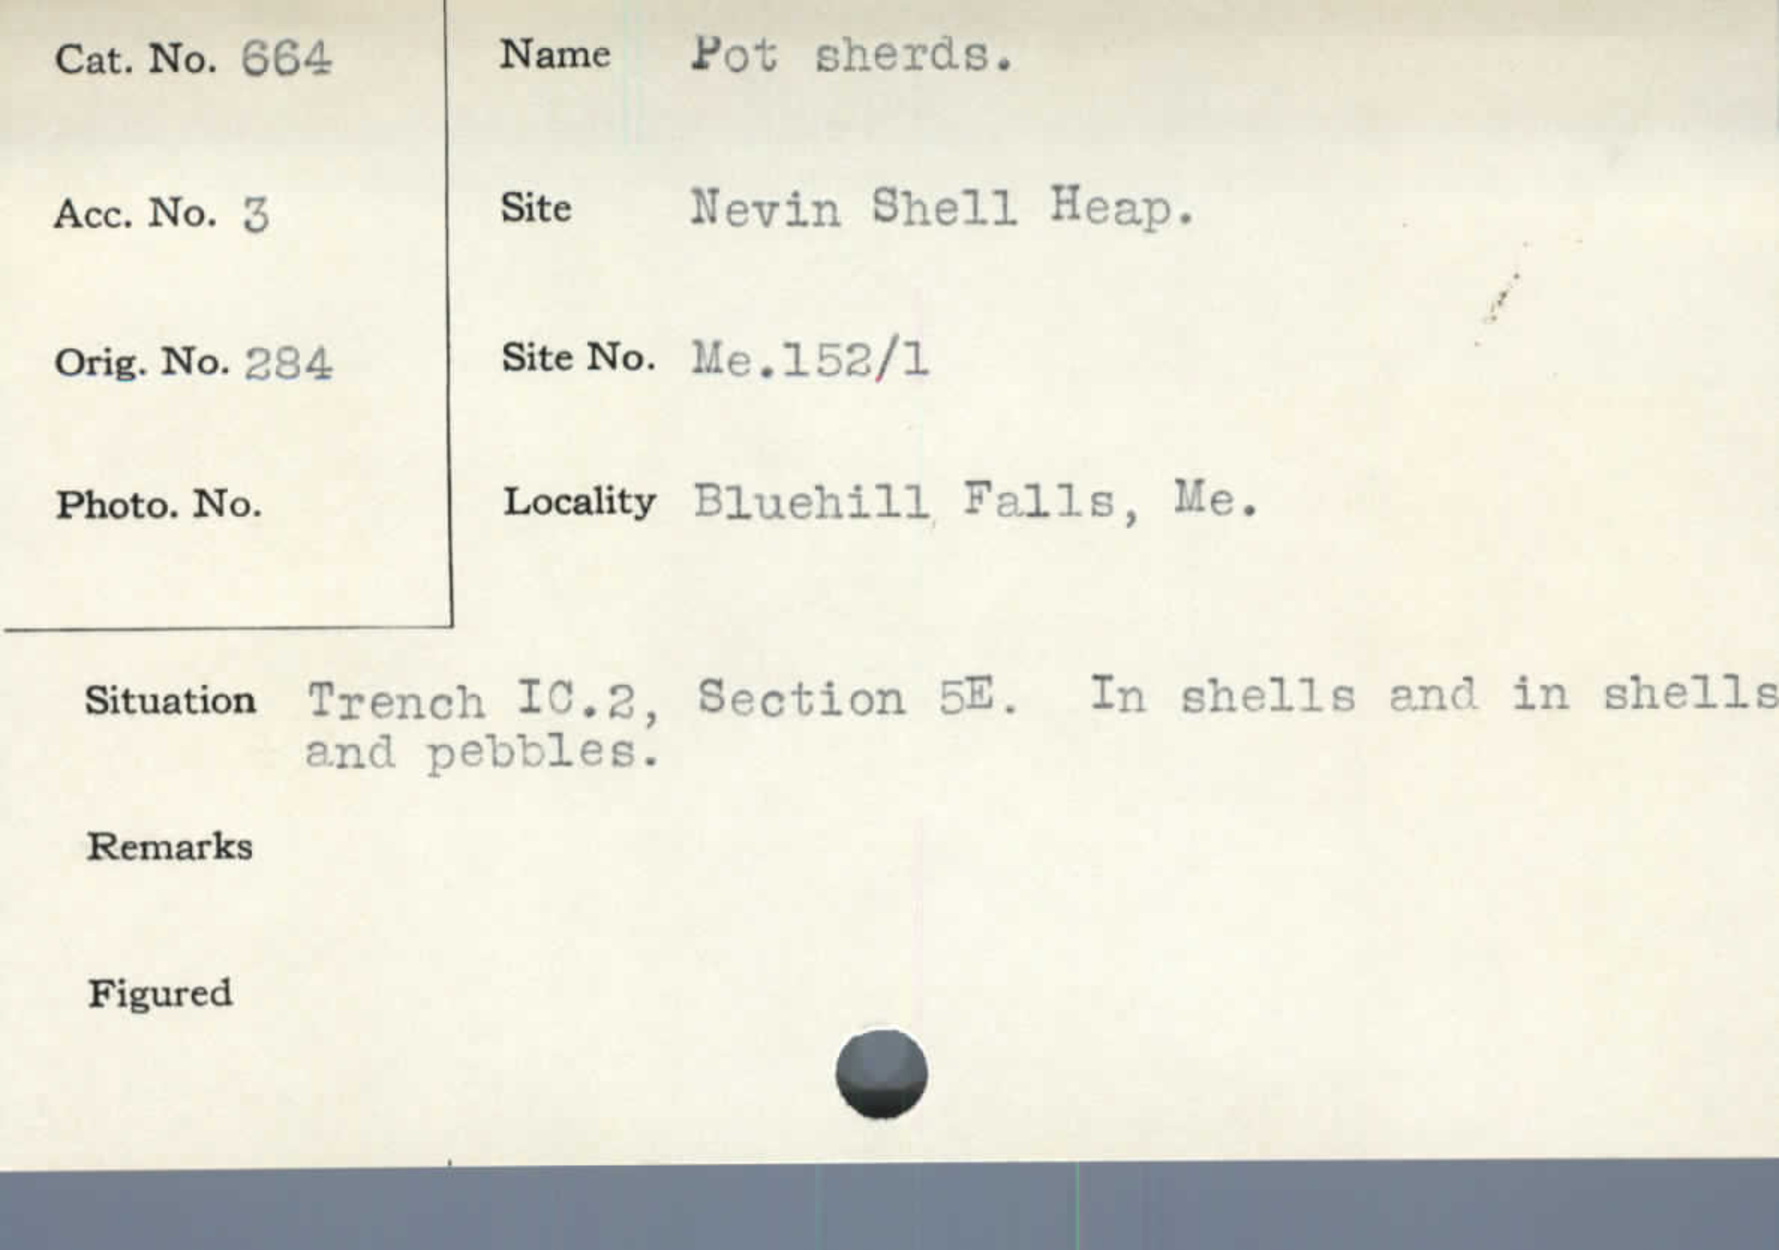 Cat. No. 664
Name Pot sherds.
Acc. No. 3
Site Nevin Shell Heap.
Orig. No. 284
Site No. Me.152/1
Photo. No.
Locality Bluehill Falls, Me.
Situation Trench IC.2, Section 5E. In shells and in shells
and pebbles.
Remarks
Figured